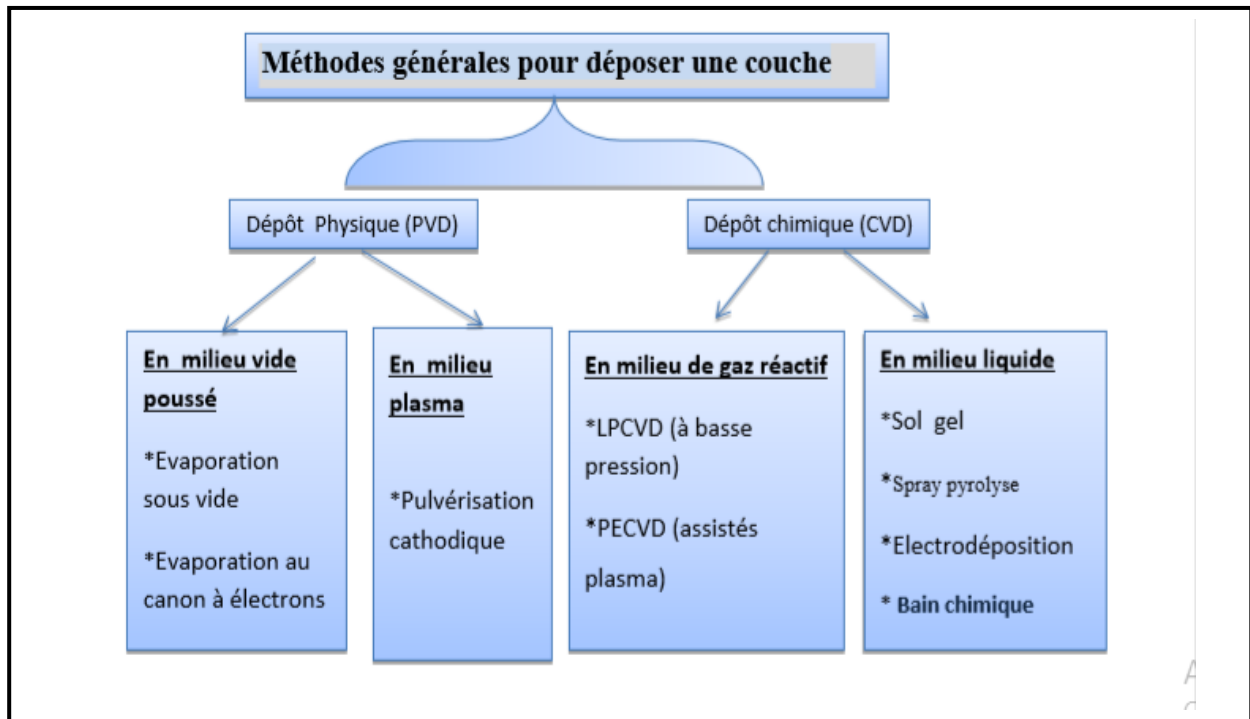 Méthodes générales pour déposer une couche
Dépôt Physique (PVD)
Dépôt chimique (CVD)
En milieu vide
poussé
*Evaporation
sous vide
*Evaporation au
canon à électrons
En milieu
plasma
*Pulvérisation
cathodique
En milieu de gaz réactif
*LPCVD (à basse
pression)
*PECVD (assistés
plasma)
En milieu liquide
*Sol gel
*Spray pyrolyse
*Electrodéposition
* Bain chimique